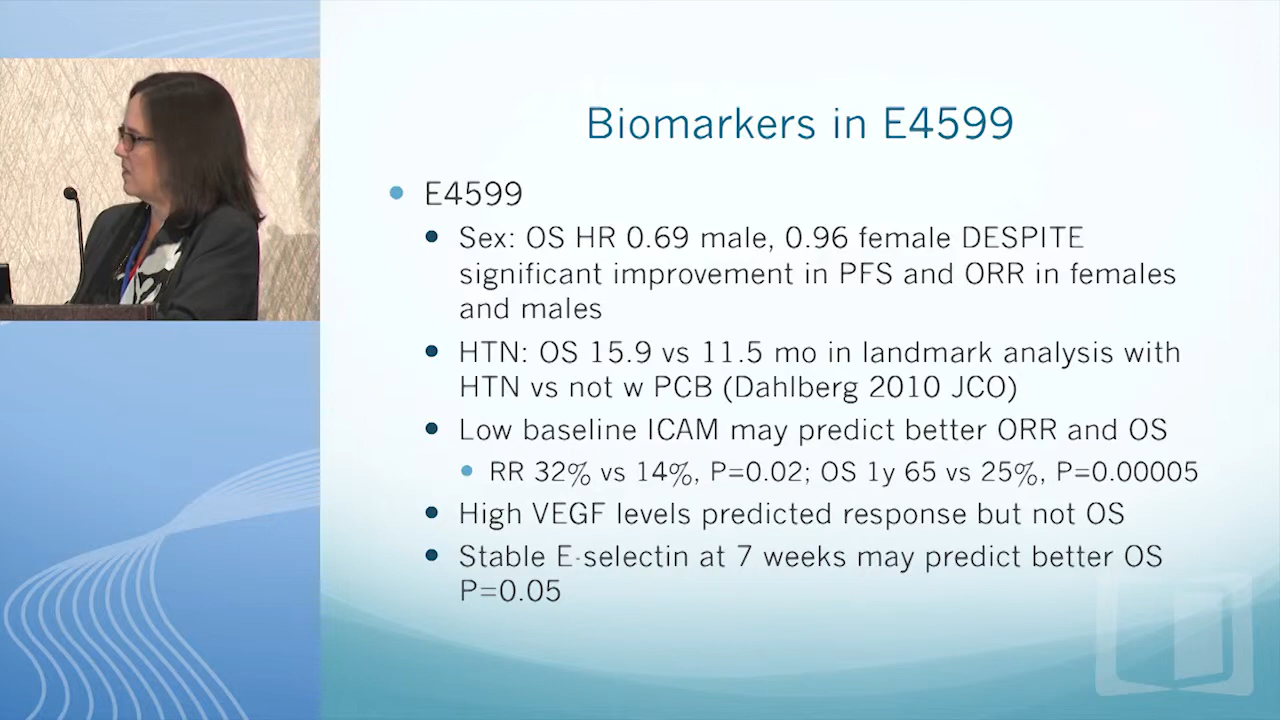 Biomarkers in E4599
E4599
Sex: OS HR 0.69 male, 0.96 female DESPITE
significant improvement in PFS and ORR in females
and males
HTN: OS 15.9 vs 11.5 mo in landmark analysis with
HTN vs not w PCB (Dahlberg 2010 JCO)
Low baseline ICAM may predict better ORR and OS
RR 32% vs 14%, P=0.02; OS 1y 65 vs 25%, P=0.00005
High VEGF levels predicted response but not OS
Stable E-selectin at 7 weeks may predict better OS
P=0.05